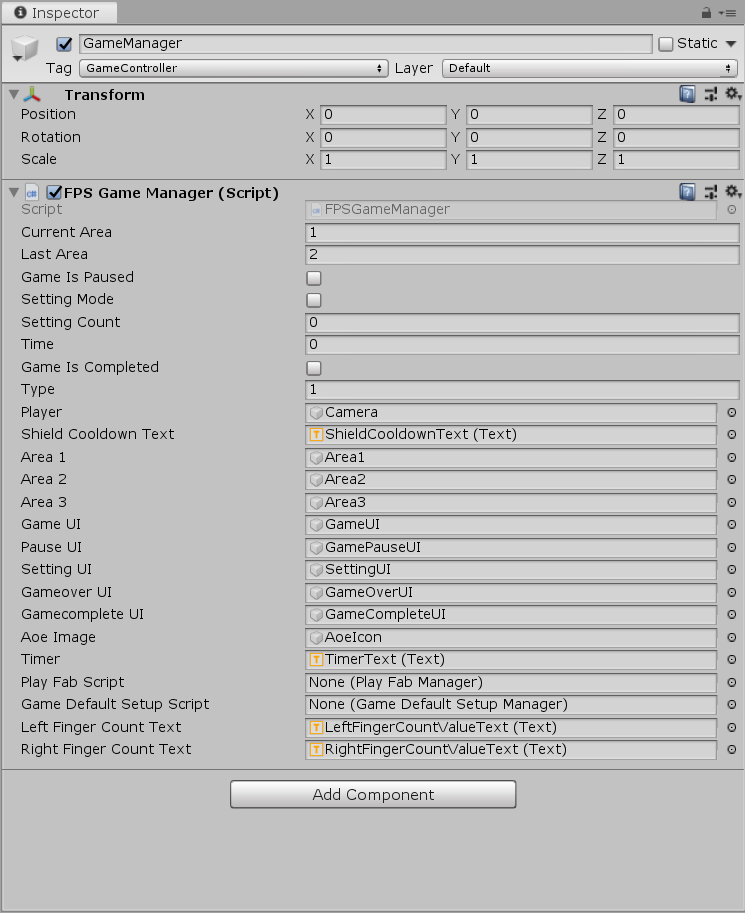 Inspector
GameManager Static
Tag GameController Layer Default
Transform
Position X 0 Y 0 Z 0
Rotation X 0 Y 0 Z 0
Scale X 1 Y 1 Z 1
FPS Game Manager (Script)
Script FPSGameManager
Current Area 1
Last Area 2
Game Is Paused
Setting Mode
Setting Count 0
Time 0
Game Is Completed
Type 1
Player Camera
Shield Cooldown Text ShieldCooldownText (Text)
Area 1 Area1
Area 2 Area2
Area 3 Area3
Game UI GameUI
Pause UI GamePauseUI
Setting UI SettingUI
Gameover UI GameOverUI
Gamecomplete UI GameCompleteUI
Aoe Image AoeIcon
Timer TimerText (Text)
Play Fab Script None (Play Fab Manager)
Game Default Setup Script None (Game Default Setup Manager)
Left Finger Count Text LeftFingerCountValueText (Text)
Right Finger Count Text RightFingerCountValueText (Text)
Add Component